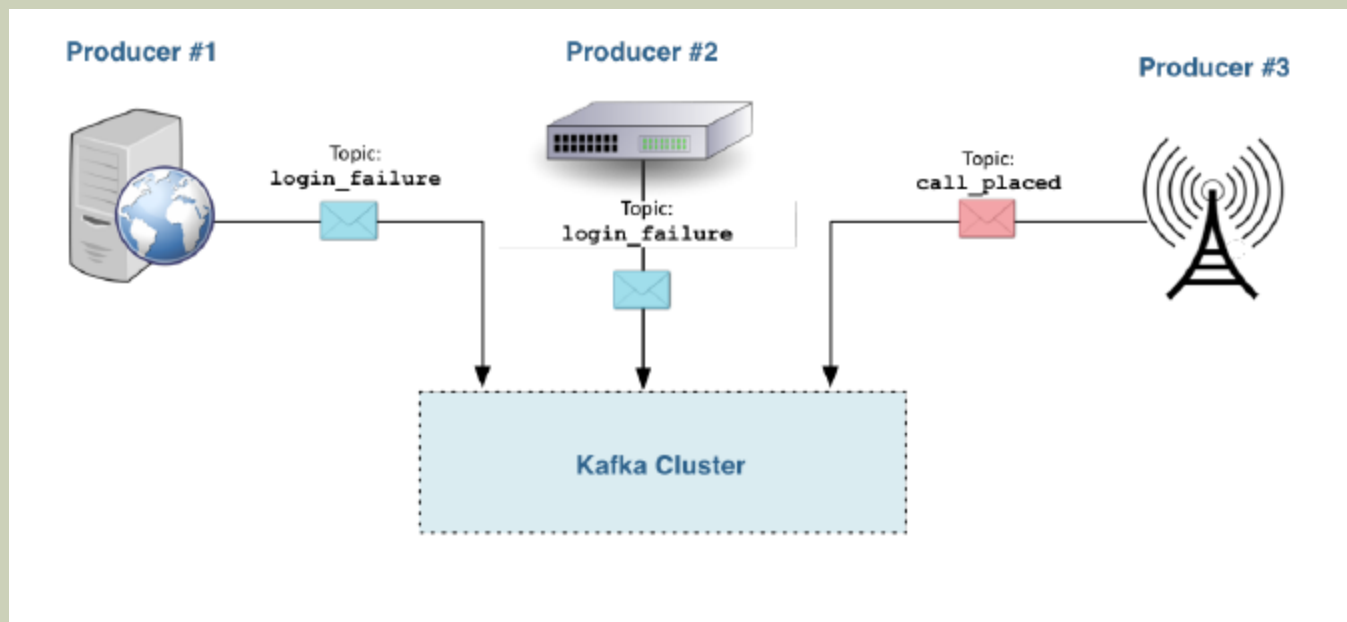 Producer #1
Producer #2
Producer #3
Topic:
login_failure
Topic:
login_failure
Topic:
call_placed
Kafka Cluster